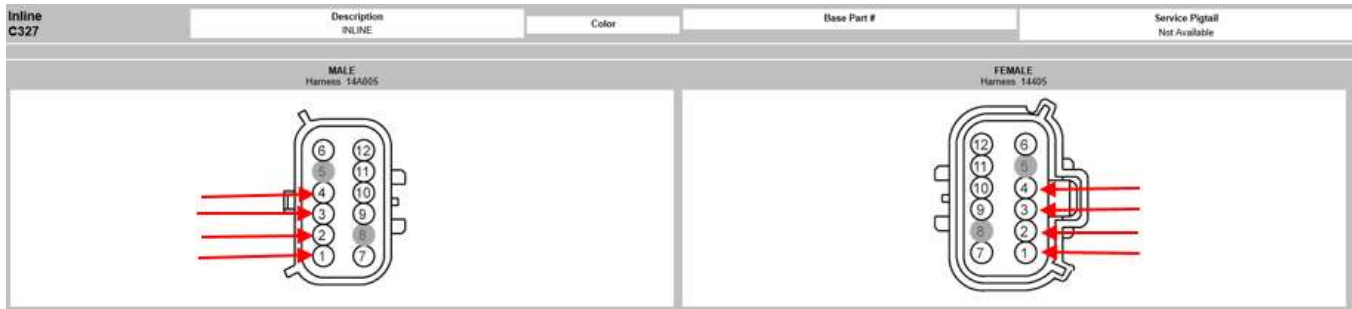 Inline
C327
Description
INLINE
Color
Base Part #
Service Pigtail
Not Available
MALE
Harness 14A005
FEMALE
Harness 14405
6 12
5 11
4 10
3 9
2 8
1 7
12 6
11 5
10 4
9 3
8 2
7 1